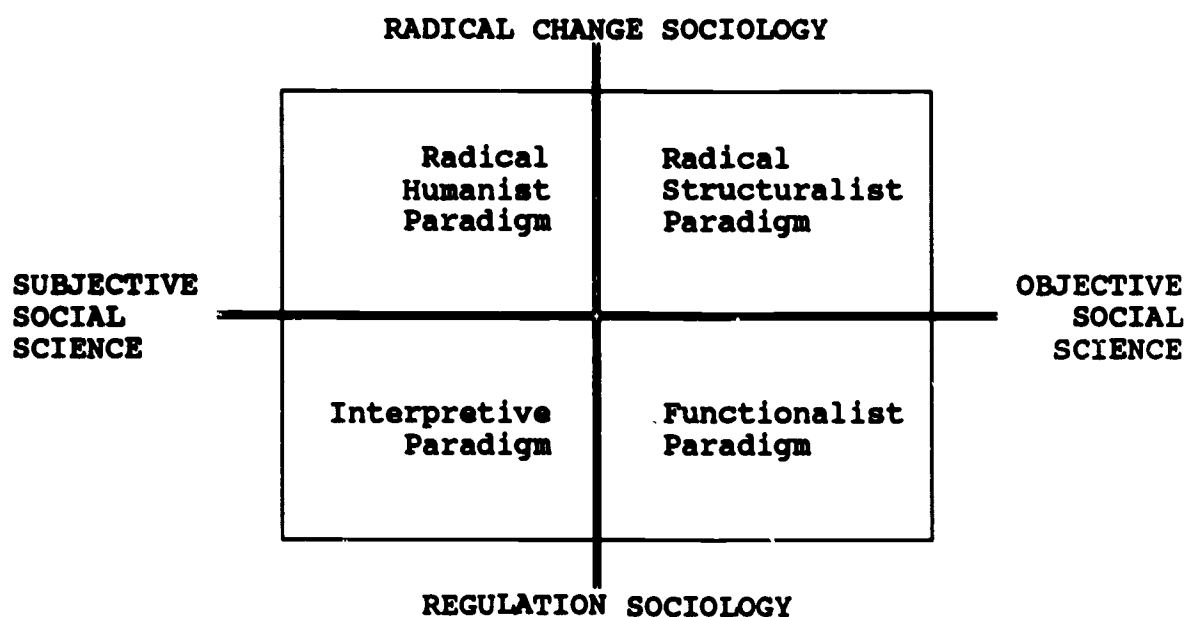 RADICAL CHANGE SOCIOLOGY
Radical
Humanist
Paradigm
Radical
Structuralist
Paradigm
SUBJECTIVE
SOCIAL
SCIENCE
OBJECTIVE
SOCIAL
SCIENCE
Interpretive
Paradigm
Functionalist
Paradigm
REGULATION SOCIOLOGY